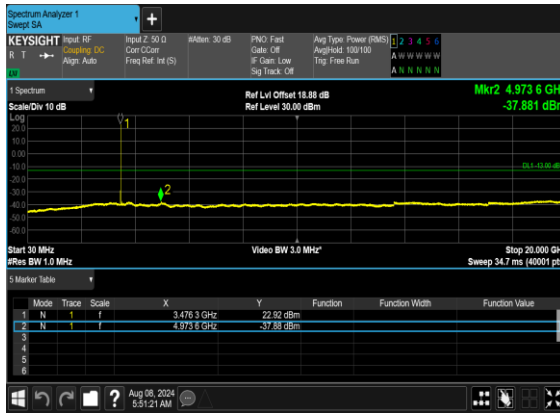 Spectrum Analyzer 1
Swept SA
KEYSIGHT
R T
Input: RF
Coupling: DC
Align: Auto
Input Z: 50 Ω
Corr CCorr
Freq Ref: Int (S)
#Atten: 30 dB
PNO: Fast
Gate: Off
IF Gain: Low
Sig Track: Off
Avg Type: Power (RMS)
Avg|Hold: 100/100
Trig: Free Run
1 2 3 4 5 6
A W W W W W
A N N N N N
1 Spectrum
Scale/Div 10 dB
Ref Lvl Offset 18.88 dB
Ref Level 30.00 dBm
Mkr2 4.973 6 GH
-37.881 dB
Log
20.0
10.0
0.00
-10.0
-20.0
-30.0
-40.0
-50.0
-60.0
1
2
DL1 -13.00 dB
Start 30 MHz
#Res BW 1.0 MHz
Video BW 3.0 MHz*
Stop 20.000 GH
Sweep 34.7 ms (40001 pt
5 Marker Table
Mode Trace Scale X Y Function Function Width Function Value
1 N 1 f 3.476 3 GHz 22.92 dBm
2 N 1 f 4.973 6 GHz -37.88 dBm
3
4
5
6
?
Aug 08, 2024
5:51:21 AM